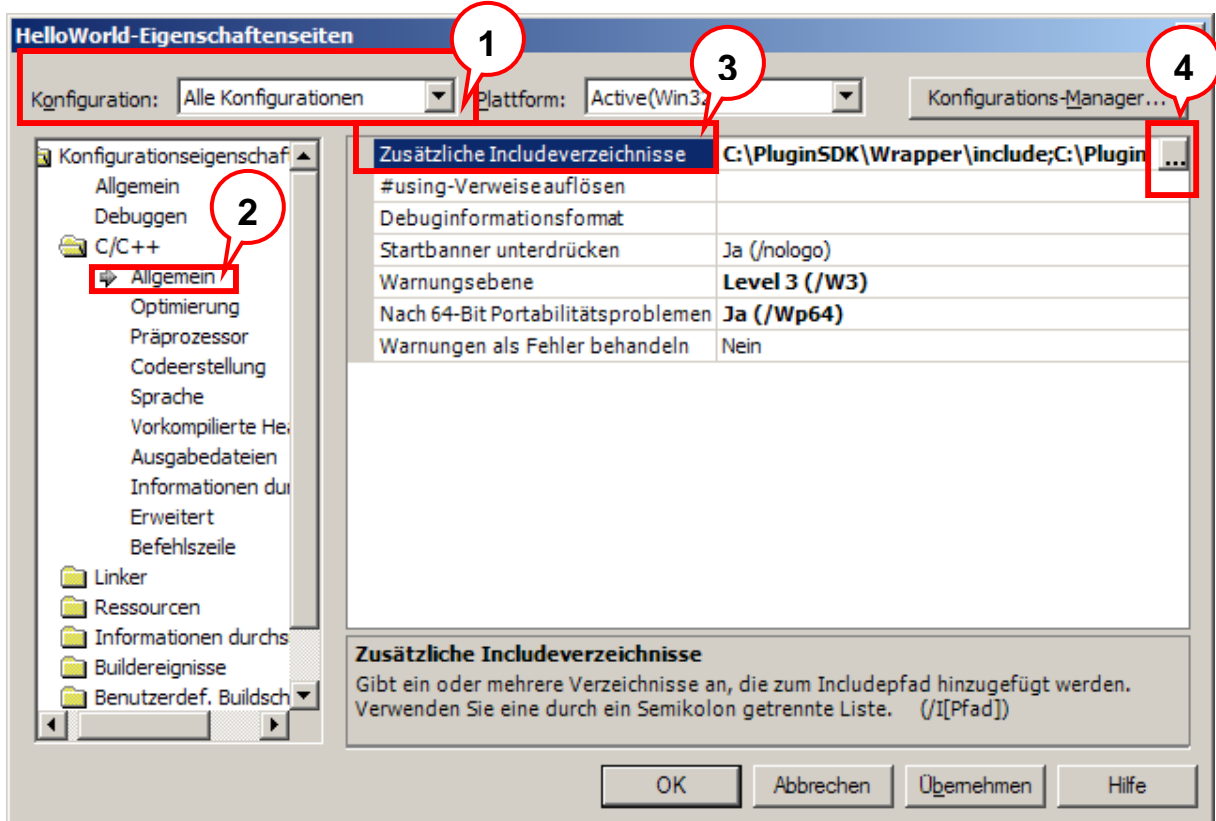 HelloWorld-Eigenschaftenseiten
1
3
4
Konfiguration: Alle Konfigurationen Plattform: Active(Win32 Konfigurations-Manager...
Konfigurationseigenschaft
Allgemein
Debuggen
2
C/C++
Allgemein
Optimierung
Präprozessor
Codeerstellung
Sprache
Vorkompilierte Hea
Ausgabedateien
Informationen dur
Erweitert
Befehlszeile
Linker
Ressourcen
Informationen durchs
Buildereignisse
Benutzerdef. Buildsch
Zusätzliche Includeverzeichnisse C:\PluginSDK\Wrapper\include;C:\Plugin ...
#using-Verweise auflösen
Debuginformationsformat
Startbanner unterdrücken Ja (/nologo)
Warnungsebene Level 3 (/W3)
Nach 64-Bit Portabilitätsproblemen Ja (/Wp64)
Warnungen als Fehler behandeln Nein
Zusätzliche Includeverzeichnisse
Gibt ein oder mehrere Verzeichnisse an, die zum Includepfad hinzugefügt werden.
Verwenden Sie eine durch ein Semikolon getrennte Liste. (/I[Pfad])
OK Abbrechen Übernehmen Hilfe